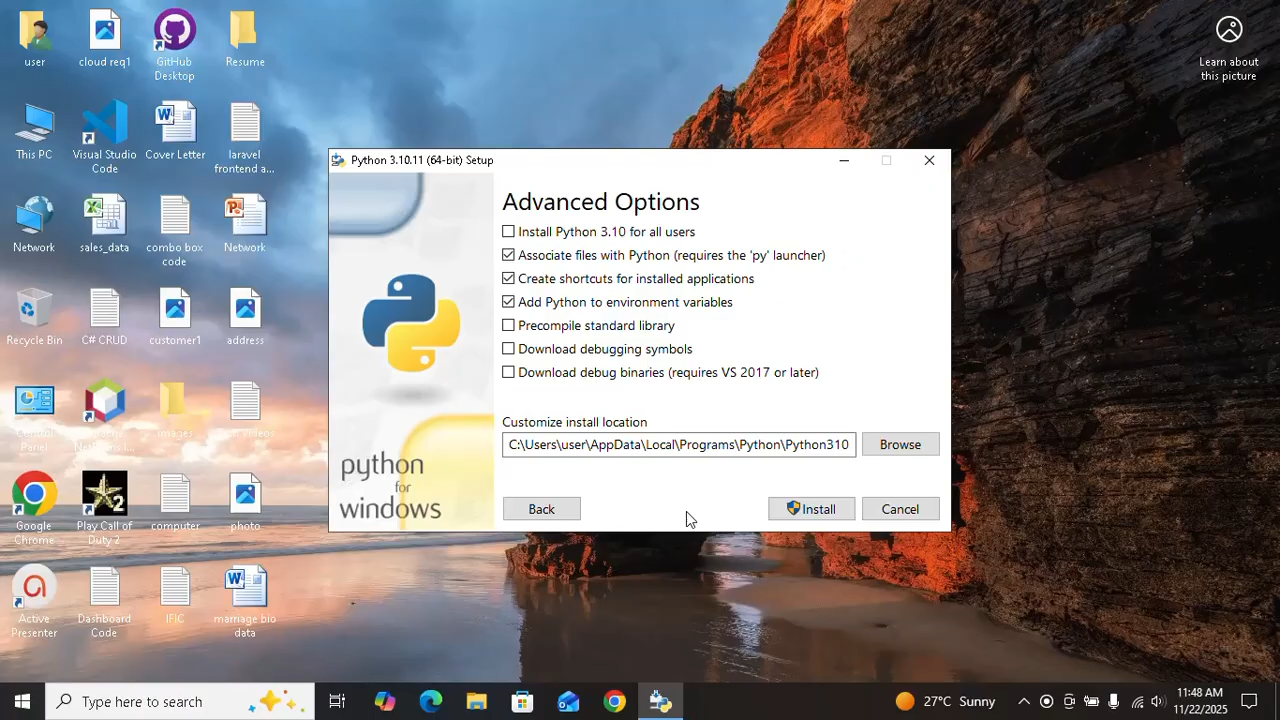 user
cloud req1
GitHub
Desktop
Resume
Learn about
this picture
This PC
Visual Studio
Code
Cover Letter
laravel
frontend a...
Network
sales_data
combo box
code
Network
Recycle Bin
C# CRUD
customer1
address
Control
Panel
images
videos
Google
Chrome
Play Call of
Duty 2
computer
photo
Active
Presenter
Dashboard
Code
IFIC
marriage bio
data
Python 3.10.11 (64-bit) Setup
Advanced Options
Install Python 3.10 for all users
Associate files with Python (requires the 'py' launcher)
Create shortcuts for installed applications
Add Python to environment variables
Precompile standard library
Download debugging symbols
Download debug binaries (requires VS 2017 or later)
Customize install location
C:\Users\user\AppData\Local\Programs\Python\Python310
Browse
python
for
windows
Back
Install
Cancel
Type here to search
27°C Sunny
11:48 AM
11/22/2025